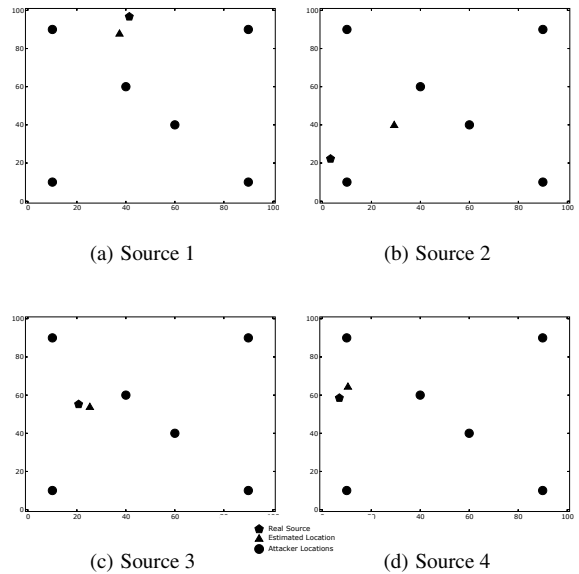 100
80
60
40
20
0
0 20 40 60 80 100
(a) Source 1
100
80
60
40
20
0
0 20 40 60 80 100
(b) Source 2
100
80
60
40
20
0
0 20 40 60 80 100
(c) Source 3
100
80
60
40
20
0
0 20 40 60 80 100
(d) Source 4
Real Source
Estimated Location
Attacker Locations